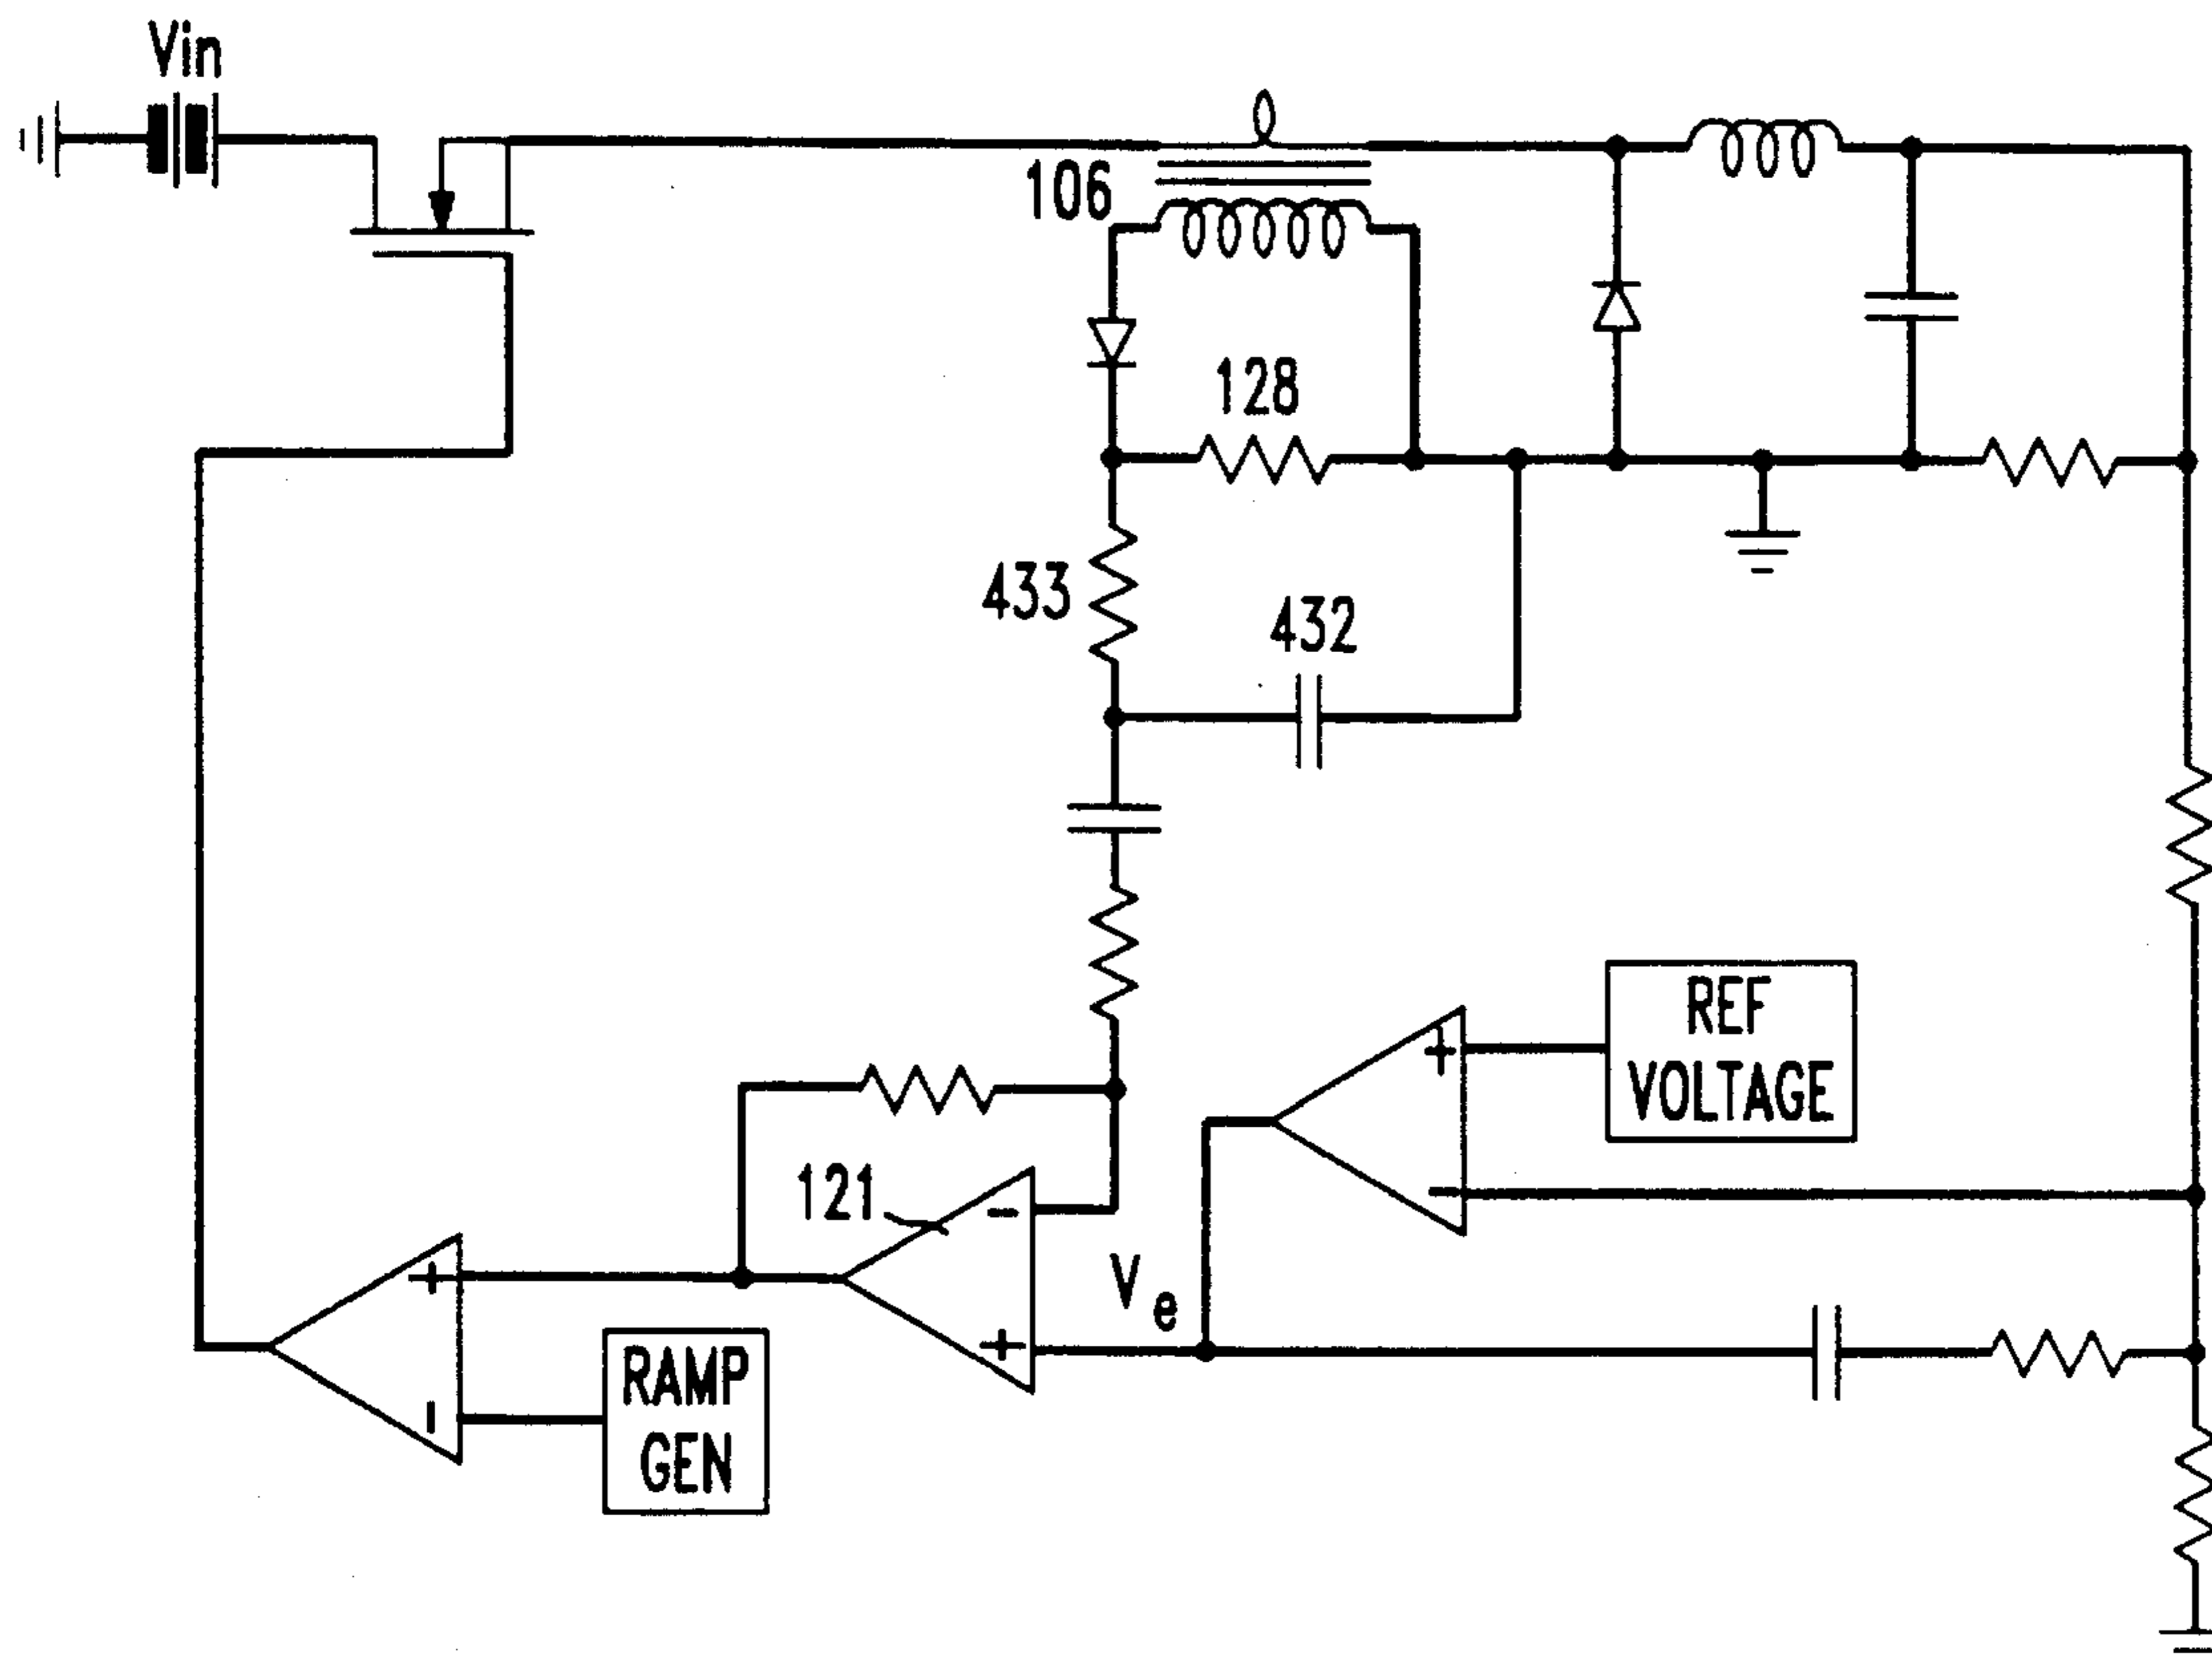 Vin
106
128
433
432
REF
VOLTAGE
+
-
121
-
V e
+
+
-
RAMP
GEN